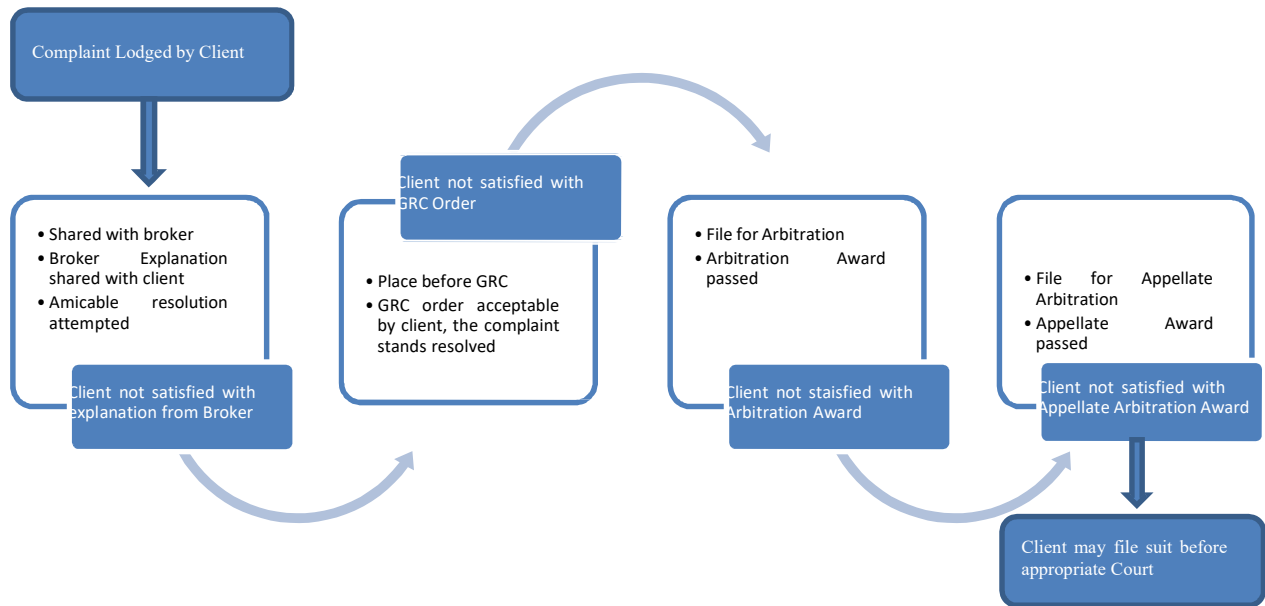 Complaint Lodged by Client
• Shared with broker
• Broker Explanation
shared with client
• Amicable resolution
attempted
Client not satisfied with
explanation from Broker
Client not satisfied with
GRC Order
• Place before GRC
• GRC order acceptable
by client, the complaint
stands resolved
• File for Arbitration
• Arbitration Award
passed
Client not staisfied with
Arbitration Award
• File for Appellate
Arbitration
• Appellate Award
passed
Client not satisfied with
Appellate Arbitration Award
Client may file suit before
appropriate Court